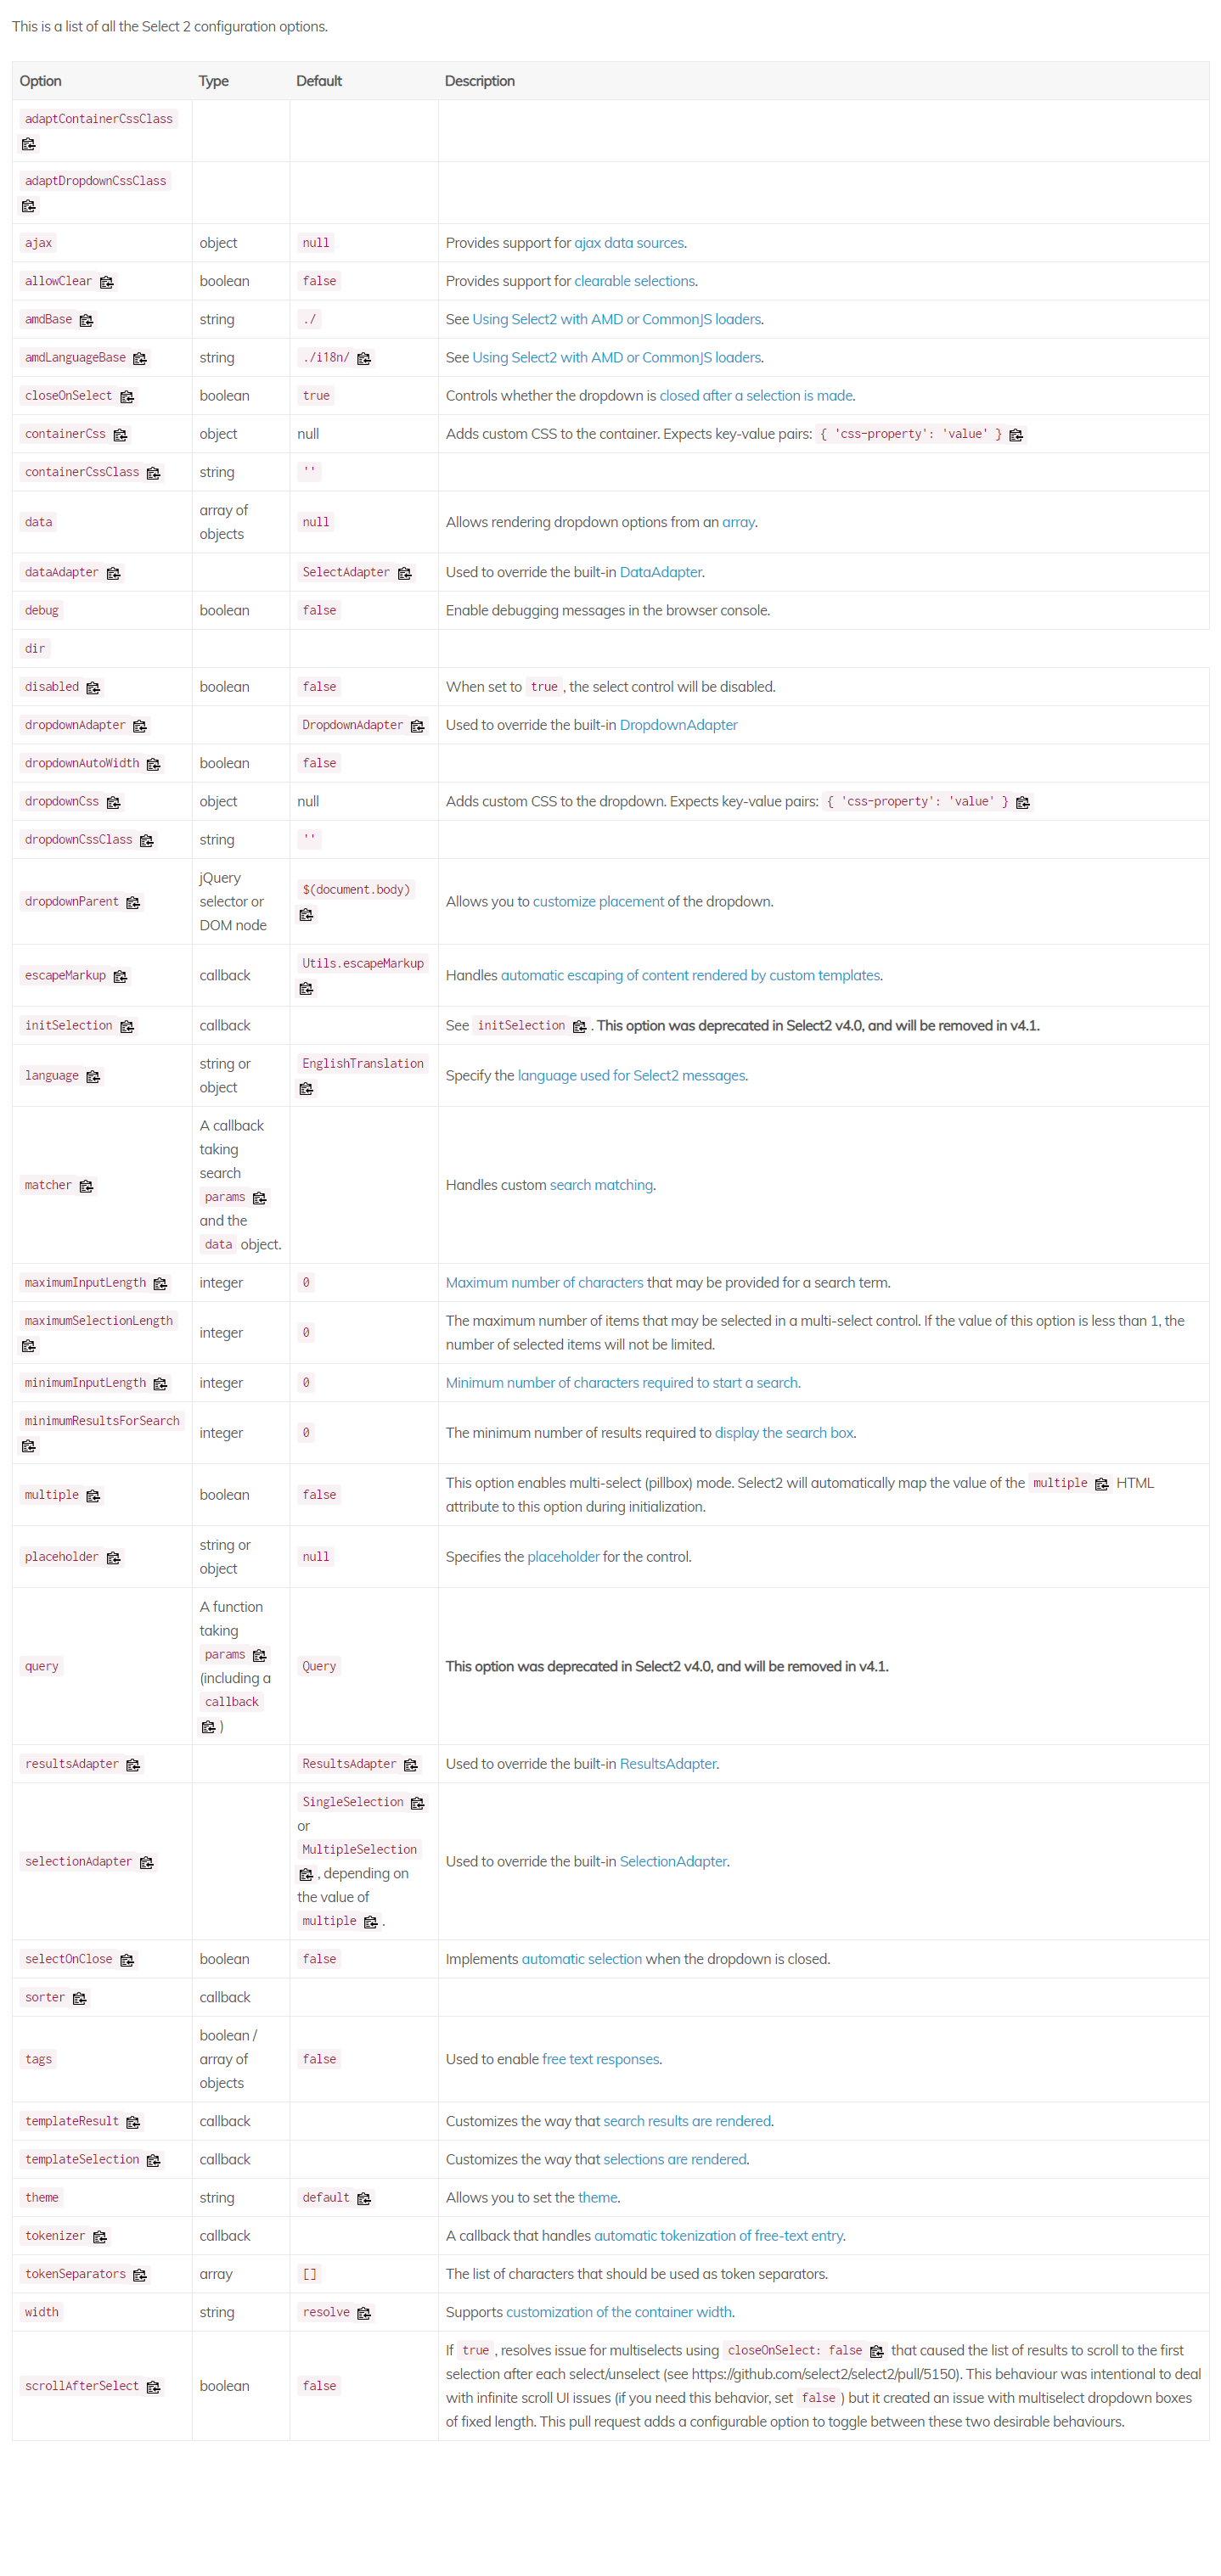 This is a list of all the Select 2 configuration options.
Option Type Default Description
adaptContainerCssClass
adaptDropdownCssClass
ajax object null Provides support for ajax data sources.
allowClear boolean false Provides support for clearable selections.
amdBase string ./ See Using Select2 with AMD or CommonJS loaders.
amdLanguageBase string ./i18n/ See Using Select2 with AMD or CommonJS loaders.
closeOnSelect boolean true Controls whether the dropdown is closed after a selection is made.
containerCss object null Adds custom CSS to the container. Expects key-value pairs: { 'css-property': 'value' }
containerCssClass string ''
data array of objects null Allows rendering dropdown options from an array.
dataAdapter SelectAdapter Used to override the built-in DataAdapter.
debug boolean false Enable debugging messages in the browser console.
dir
disabled boolean false When set to true, the select control will be disabled.
dropdownAdapter DropdownAdapter Used to override the built-in DropdownAdapter
dropdownAutoWidth boolean false
dropdownCss object null Adds custom CSS to the dropdown. Expects key-value pairs: { 'css-property': 'value' }
dropdownCssClass string ''
dropdownParent jQuery selector or DOM node $(document.body) Allows you to customize placement of the dropdown.
escapeMarkup callback Utils.escapeMarkup Handles automatic escaping of content rendered by custom templates.
initSelection callback See initSelection. This option was deprecated in Select2 v4.0, and will be removed in v4.1.
language string or object EnglishTranslation Specify the language used for Select2 messages.
matcher A callback taking search params and the data object. Handles custom search matching.
maximumInputLength integer 0 Maximum number of characters that may be provided for a search term.
maximumSelectionLength integer 0 The maximum number of items that may be selected in a multi-select control. If the value of this option is less than 1, the
number of selected items will not be limited.
minimumInputLength integer 0 Minimum number of characters required to start a search.
minimumResultsForSearch integer 0 The minimum number of results required to display the search box.
multiple boolean false This option enables multi-select (pillbox) mode. Select2 will automatically map the value of the multiple HTML
attribute to this option during initialization.
placeholder string or object null Specifies the placeholder for the control.
query A function taking params (including a callback) Query This option was deprecated in Select2 v4.0, and will be removed in v4.1.
resultsAdapter ResultsAdapter Used to override the built-in ResultsAdapter.
selectionAdapter SingleSelection or MultipleSelection, depending on the value of multiple. Used to override the built-in SelectionAdapter.
selectOnClose boolean false Implements automatic selection when the dropdown is closed.
sorter callback
tags boolean / array of objects false Used to enable free text responses.
templateResult callback Customizes the way that search results are rendered.
templateSelection callback Customizes the way that selections are rendered.
theme string default Allows you to set the theme.
tokenizer callback A callback that handles automatic tokenization of free-text entry.
tokenSeparators array [] The list of characters that should be used as token separators.
width string resolve Supports customization of the container width.
scrollAfterSelect boolean false If true, resolves issue for multiselects using closeOnSelect: false that caused the list of results to scroll to the first
selection after each select/unselect (see https://github.com/select2/select2/pull/5150). This behaviour was intentional to deal
with infinite scroll UI issues (if you need this behavior, set false) but it created an issue with multiselect dropdown boxes
of fixed length. This pull request adds a configurable option to toggle between these two desirable behaviours.